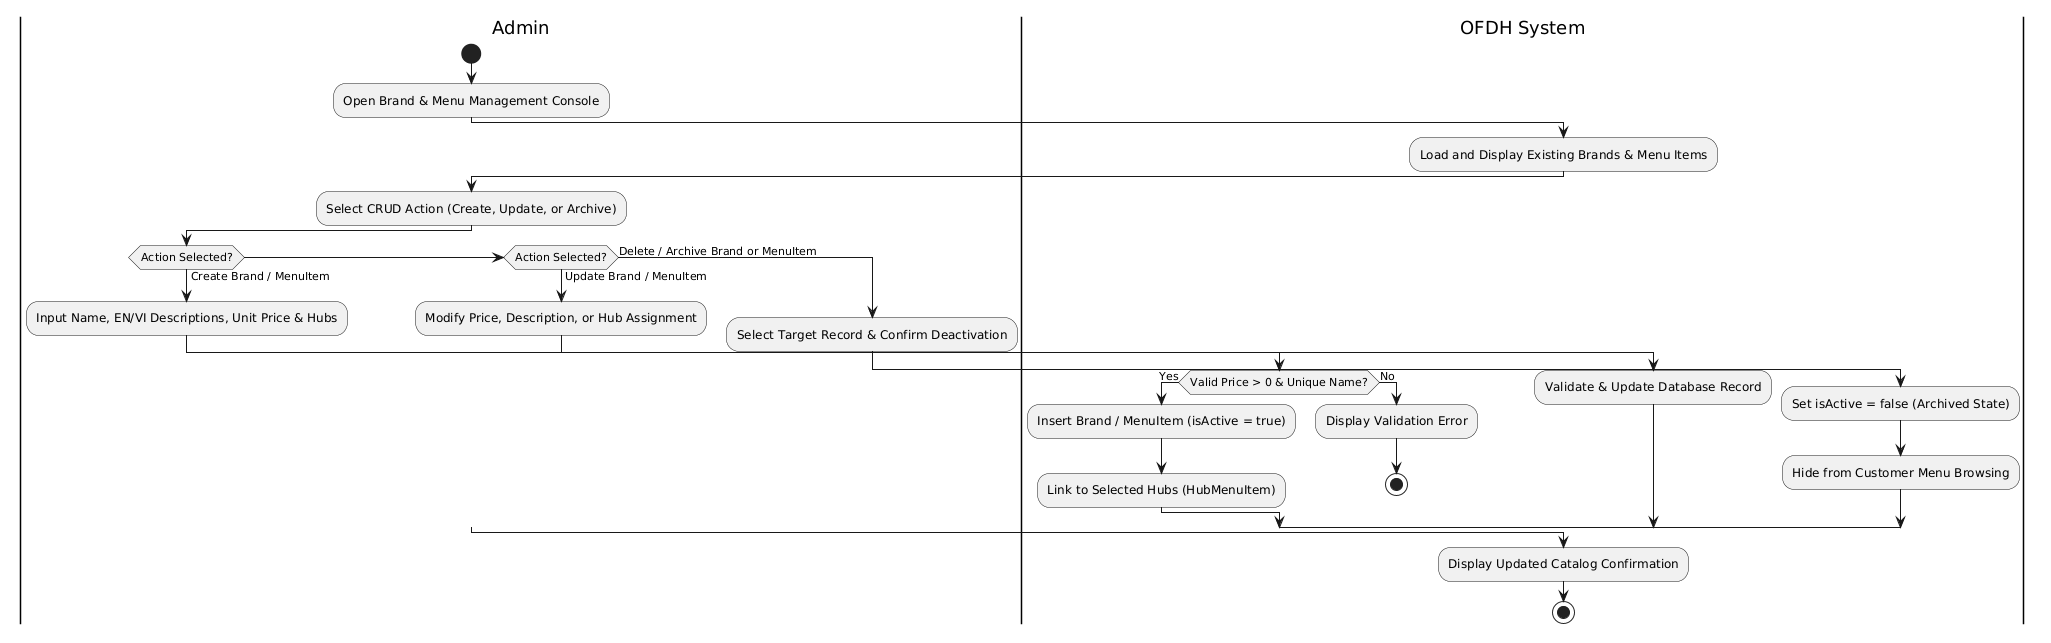 Admin
OFDH System
Open Brand & Menu Management Console
Load and Display Existing Brands & Menu Items
Select CRUD Action (Create, Update, or Archive)
Action Selected?
Action Selected?
Delete / Archive Brand or MenuItem
Create Brand / MenuItem
Update Brand / MenuItem
Input Name, EN/VI Descriptions, Unit Price & Hubs
Modify Price, Description, or Hub Assignment
Select Target Record & Confirm Deactivation
Yes
Valid Price > 0 & Unique Name?
No
Validate & Update Database Record
Set isActive = false (Archived State)
Insert Brand / MenuItem (isActive = true)
Display Validation Error
Hide from Customer Menu Browsing
Link to Selected Hubs (HubMenuItem)
Display Updated Catalog Confirmation